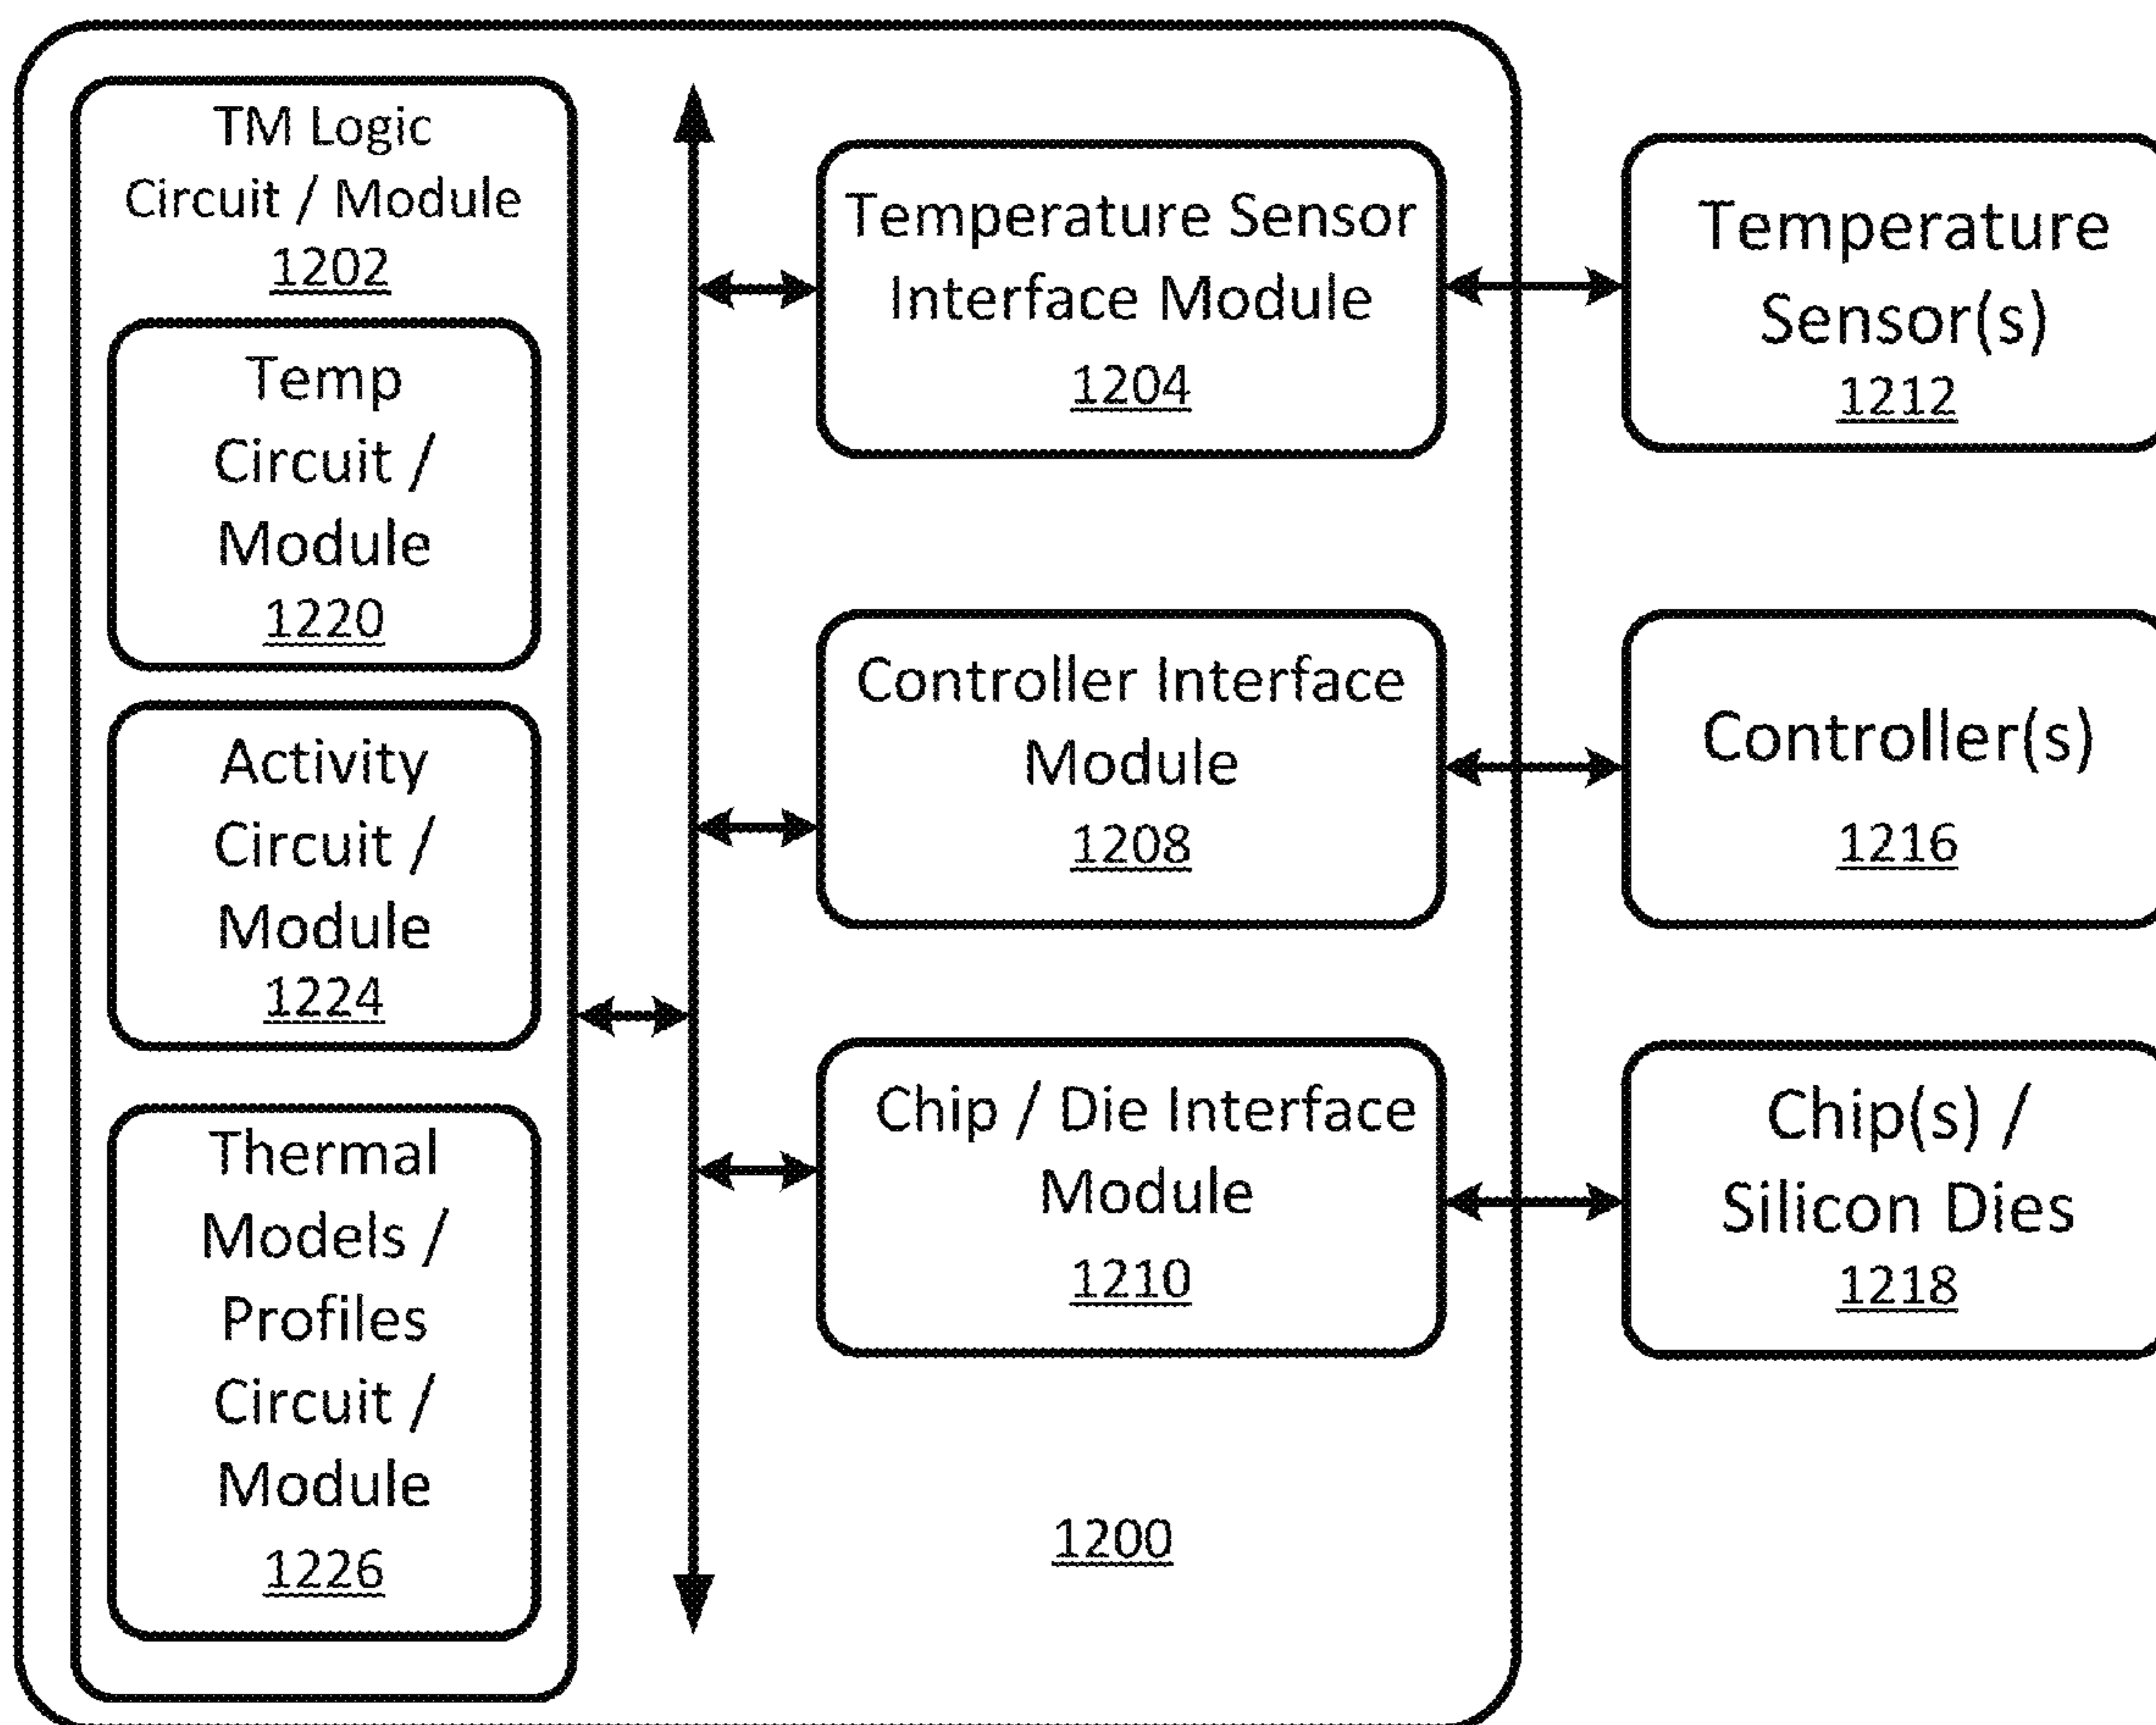 TM Logic
Circuit / Module
1202
Temp
Circuit /
Module
1220
Activity
Circuit /
Module
1224
Thermal
Models /
Profiles
Circuit /
Module
1226
Temperature Sensor
Interface Module
1204
Controller Interface
Module
1208
Chip / Die Interface
Module
1210
1200
Temperature
Sensor(s)
1212
Controller(s)
1216
Chip(s) /
Silicon Dies
1218